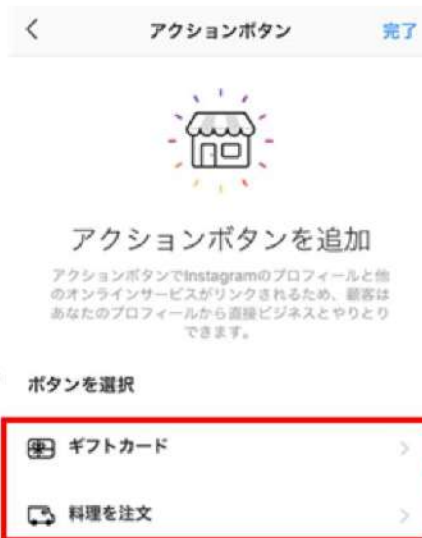 アクションボタン 完了
アクションボタンを追加
アクションボタンでInstagramのプロフィールと他
のオンラインサービスがリンクされるため、顧客は
あなたのプロフィールから直接ビジネスとやりとり
できます。
ボタンを選択
ギフトカード
料理を注文